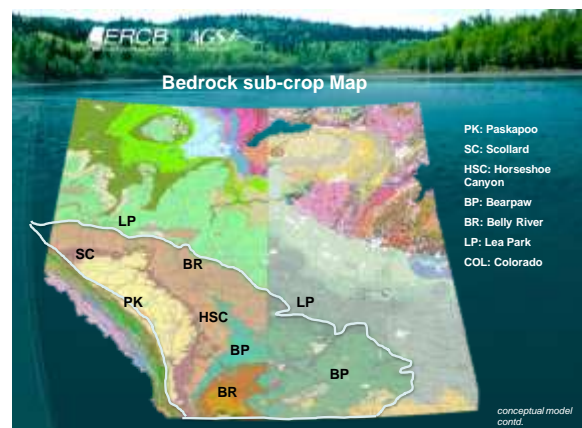 ERCB AGS
Bedrock sub-crop Map
PK: Paskapoo
SC: Scollard
HSC: Horseshoe
Canyon
BP: Bearpaw
BR: Belly River
LP: Lea Park
COL: Colorado
LP
SC
BR
PK
LP
HSC
BP
BP
BR
conceptual model
contd.